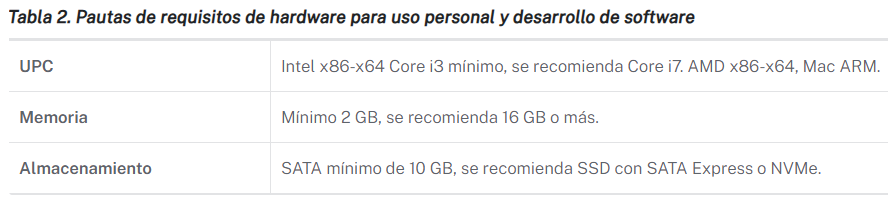 Tabla 2. Pautas de requisitos de hardware para uso personal y desarrollo de software
UPC Intel x86-x64 Core i3 mínimo, se recomienda Core i7. AMD x86-x64, Mac ARM.
Memoria Mínimo 2 GB, se recomienda 16 GB o más.
Almacenamiento SATA mínimo de 10 GB, se recomienda SSD con SATA Express o NVMe.